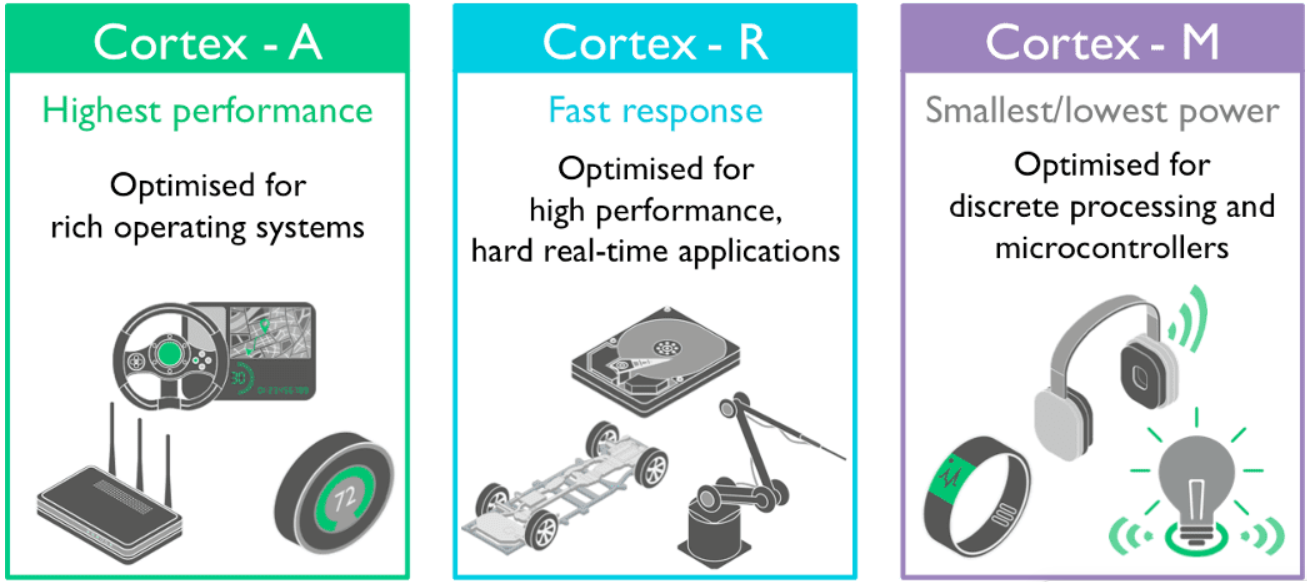 Cortex - A
Highest performance
Optimised for
rich operating systems
30
72
Cortex - R
Fast response
Optimised for
high performance,
hard real-time applications
Cortex - M
Smallest/lowest power
Optimised for
discrete processing and
microcontrollers